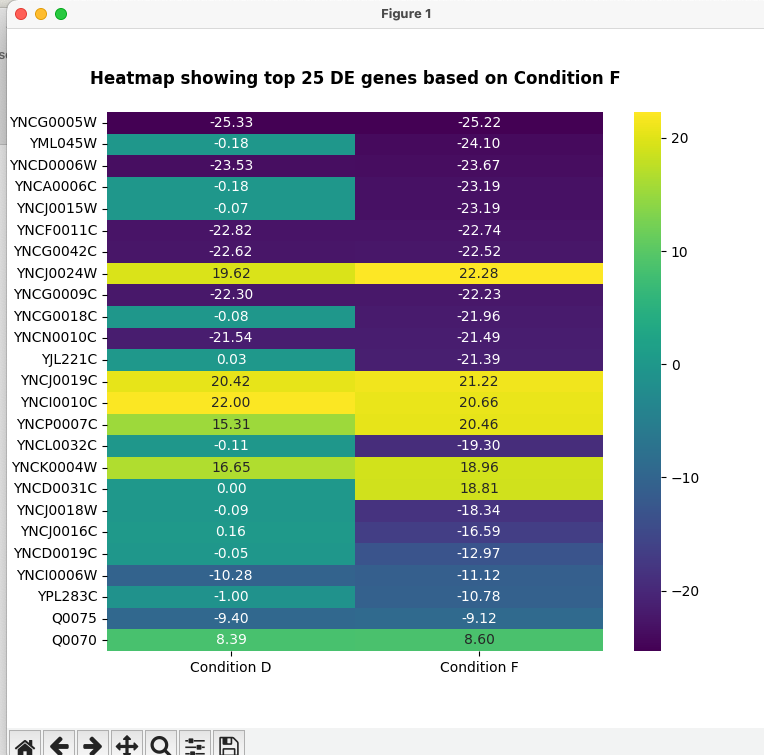 Figure 1
Heatmap showing top 25 DE genes based on Condition F
YNCG0005W -25.33 -25.22
YML045W -0.18 -24.10
YNCD0006W -23.53 -23.67
YNCA0006C -0.18 -23.19
YNCJ0015W -0.07 -23.19
YNCF0011C -22.82 -22.74
YNCG0042C -22.62 -22.52
YNCJ0024W 19.62 22.28
YNCG0009C -22.30 -22.23
YNCG0018C -0.08 -21.96
YNCN0010C -21.54 -21.49
YJL221C 0.03 -21.39
YNCJ0019C 20.42 21.22
YNCI0010C 22.00 20.66
YNCP0007C 15.31 20.46
YNCL0032C -0.11 -19.30
YNCK0004W 16.65 18.96
YNCD0031C 0.00 18.81
YNCJ0018W -0.09 -18.34
YNCJ0016C 0.16 -16.59
YNCD0019C -0.05 -12.97
YNCI0006W -10.28 -11.12
YPL283C -1.00 -10.78
Q0075 -9.40 -9.12
Q0070 8.39 8.60
Condition D Condition F
20
10
0
−10
−20